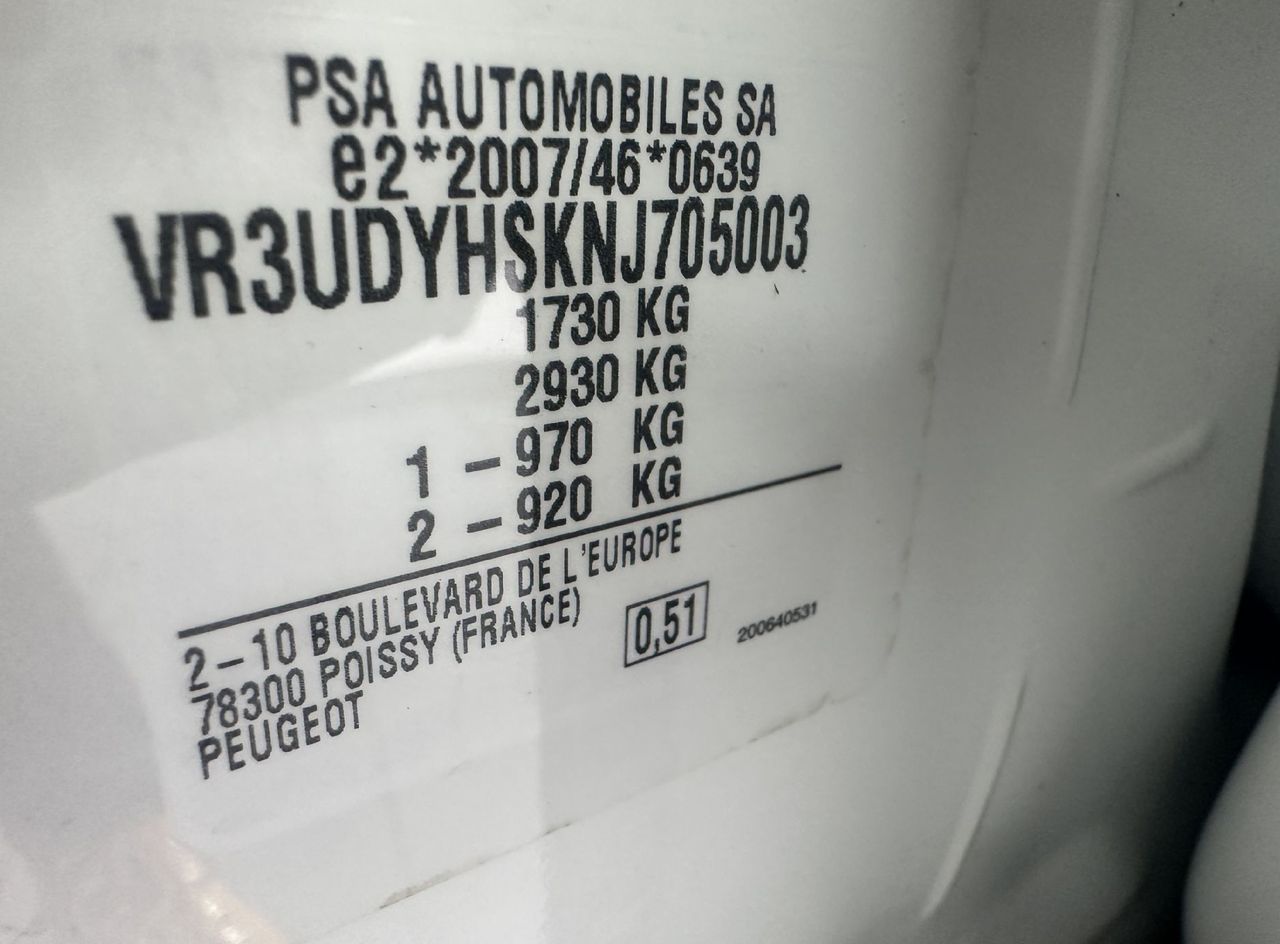 PSA AUTOMOBILES SA
e2*2007/46*0639
VR3UDYHSKNJ705003
1730 KG
2930 KG
1 – 970 KG
2 – 920 KG
2–10 BOULEVARD DE L'EUROPE
78300 POISSY (FRANCE)
PEUGEOT
0,51
200640531